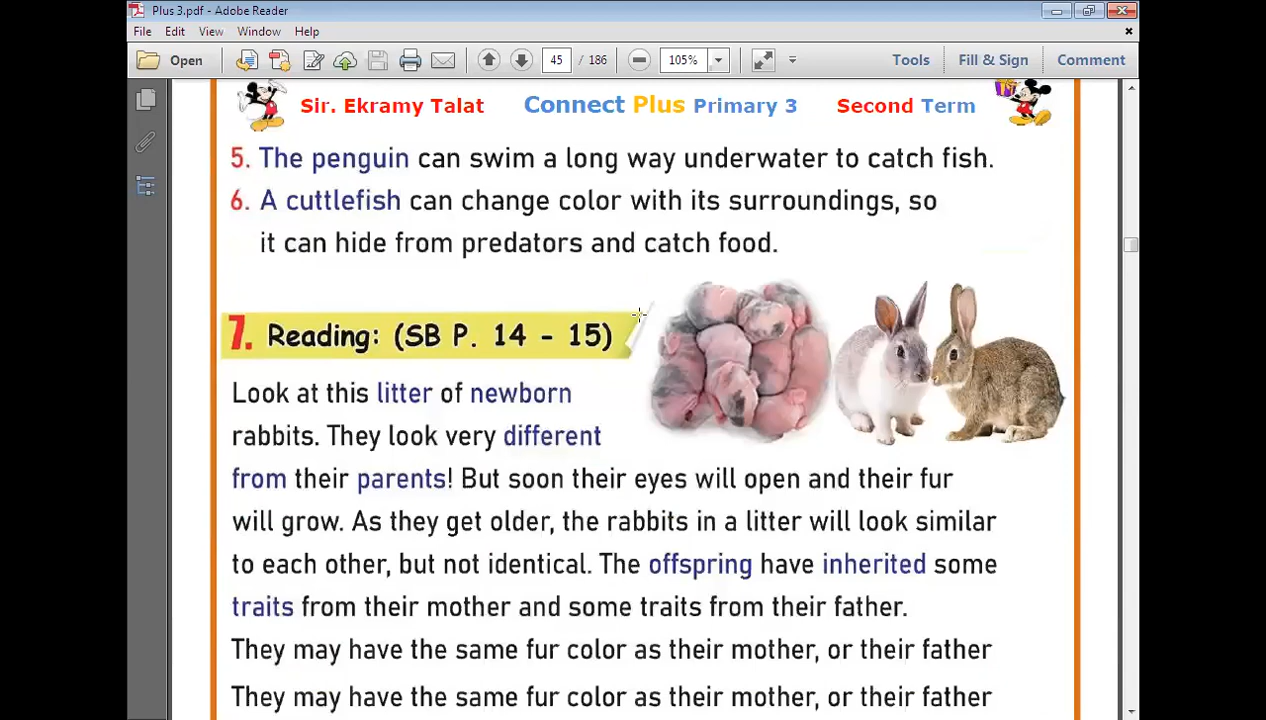 Plus 3.pdf - Adobe Reader
File Edit View Window Help
Open 45 / 186 105% Tools Fill & Sign Comment
Sir. Ekramy Talat Connect Plus Primary 3 Second Term
5. The penguin can swim a long way underwater to catch fish.
6. A cuttlefish can change color with its surroundings, so
it can hide from predators and catch food.
7. Reading: (SB P. 14 - 15)
Look at this litter of newborn
rabbits. They look very different
from their parents! But soon their eyes will open and their fur
will grow. As they get older, the rabbits in a litter will look similar
to each other, but not identical. The offspring have inherited some
traits from their mother and some traits from their father.
They may have the same fur color as their mother, or their father
They may have the same fur color as their mother, or their father